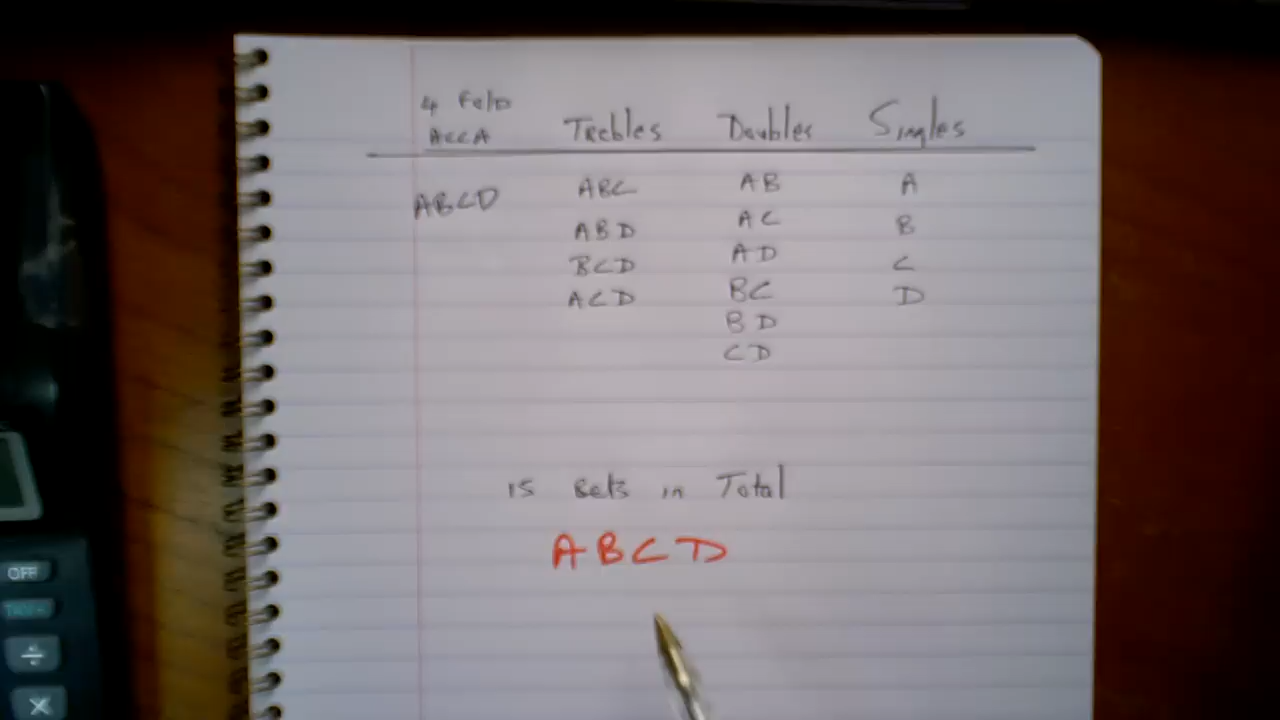 4 Fold
ACCA Trebles Doubles Singles
ABCD ABC AB A
ABD AC B
BCD AD C
ACD BC D
BD
CD
15 Bets in Total
ABCD
OFF
÷
X